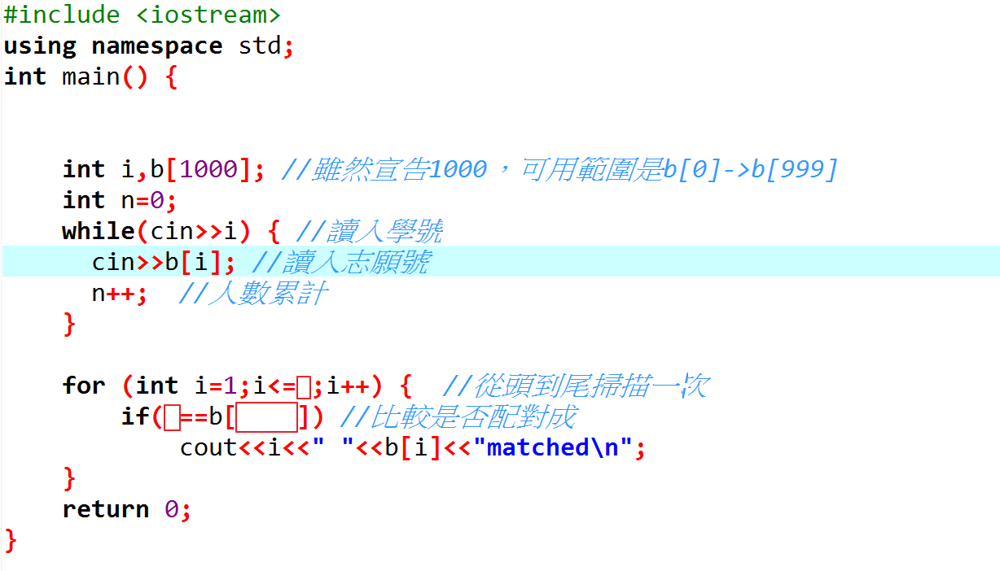 #include <iostream>
using namespace std;
int main() {
int i,b[1000]; //雖然宣告1000，可用範圍是b[0]->b[999]
int n=0;
while(cin>>i) { //讀入學號
cin>>b[i]; //讀入志願號
n++; //人數累計
}
for (int i=1;i<=;i++) { //從頭到尾掃描一次
if(==b[]) //比較是否配對成
cout<<i<<" "<<b[i]<<"matched\n";
}
return 0;
}